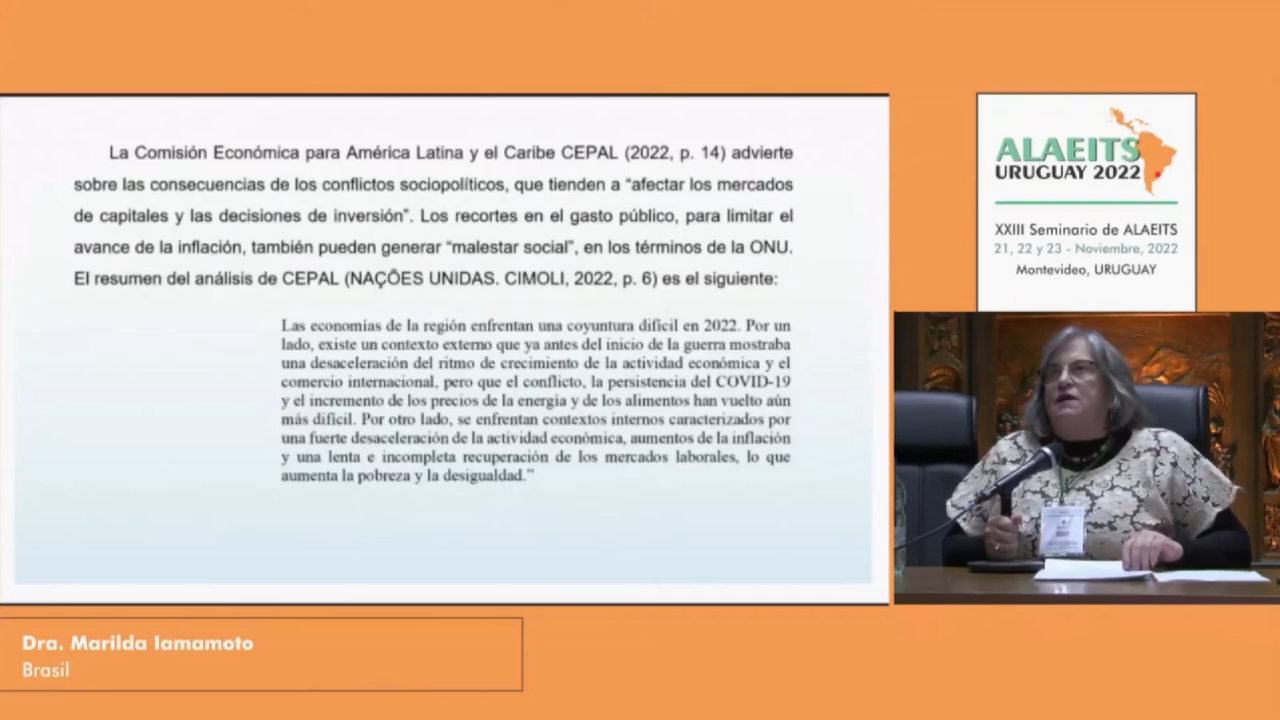 La Comisión Económica para América Latina y el Caribe CEPAL (2022, p. 14) advierte
sobre las consecuencias de los conflictos sociopolíticos, que tienden a “afectar los mercados
de capitales y las decisiones de inversión”. Los recortes en el gasto público, para limitar el
avance de la inflación, también pueden generar “malestar social”, en los términos de la ONU.
El resumen del análisis de CEPAL (NAÇÕES UNIDAS. CIMOLI, 2022, p. 6) es el siguiente:
Las economías de la región enfrentan una coyuntura difícil en 2022. Por un
lado, existe un contexto externo que ya antes del inicio de la guerra mostraba
una desaceleración del ritmo de crecimiento de la actividad económica y el
comercio internacional, pero que el conflicto, la persistencia del COVID-19
y el incremento de los precios de la energía y de los alimentos han vuelto aún
más difícil. Por otro lado, se enfrentan contextos internos caracterizados por
una fuerte desaceleración de la actividad económica, aumentos de la inflación
y una lenta e incompleta recuperación de los mercados laborales, lo que
aumenta la pobreza y la desigualdad.”
ALAEITS
URUGUAY 2022
XXIII Seminario de ALAEITS
21, 22 y 23 - Noviembre, 2022
Montevideo, URUGUAY
Dra. Marilda Iamamoto
Brasil